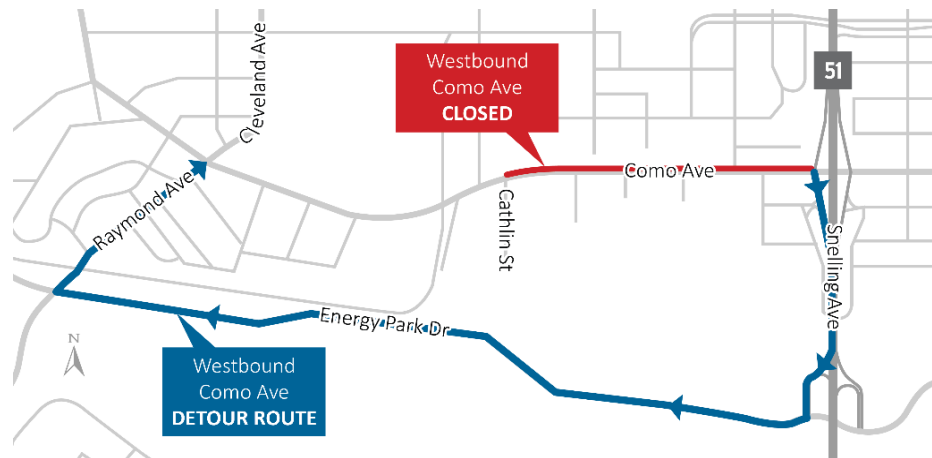 Cleveland Ave
Westbound
Como Ave
CLOSED
51
Como Ave
Raymond Ave
Cathlin St
Snelling Ave
Energy Park Dr
N
Westbound
Como Ave
DETOUR ROUTE